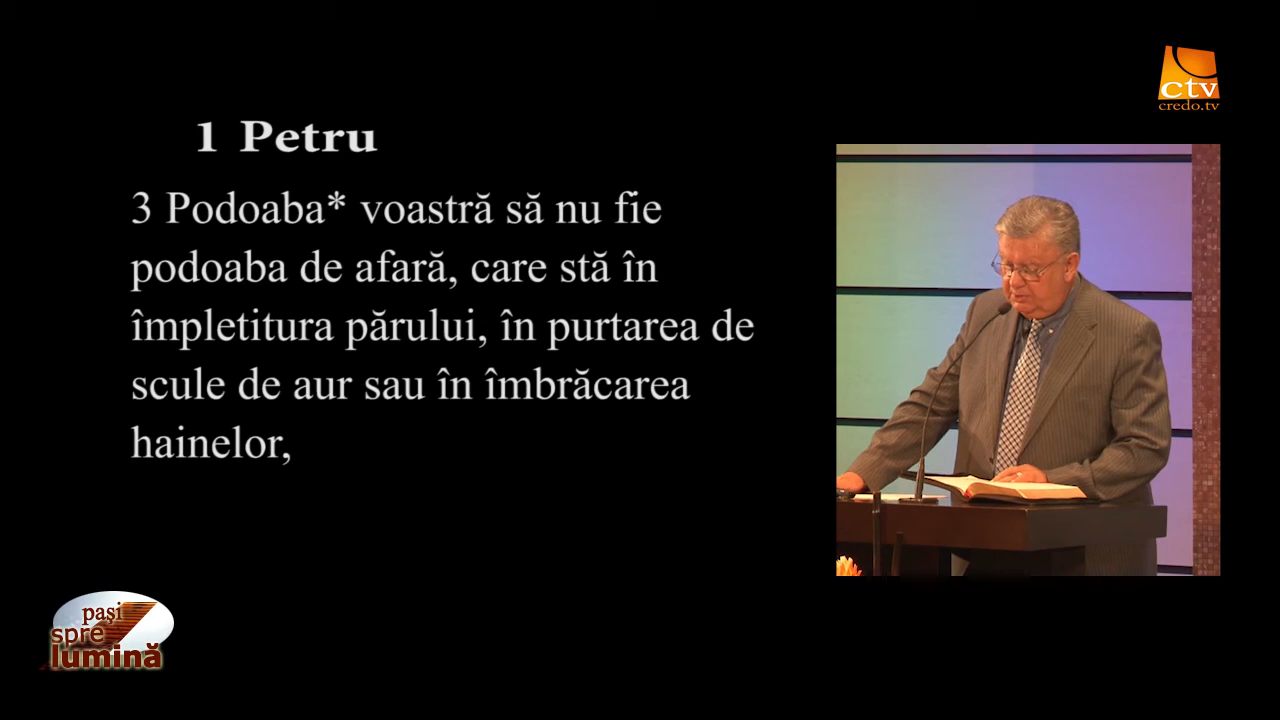 1 Petru
3 Podoaba* voastră să nu fie
podoaba de afară, care stă în
împletitura părului, în purtarea de
scule de aur sau în îmbrăcarea
hainelor,
ctv
credo.tv
pași
spre
lumină